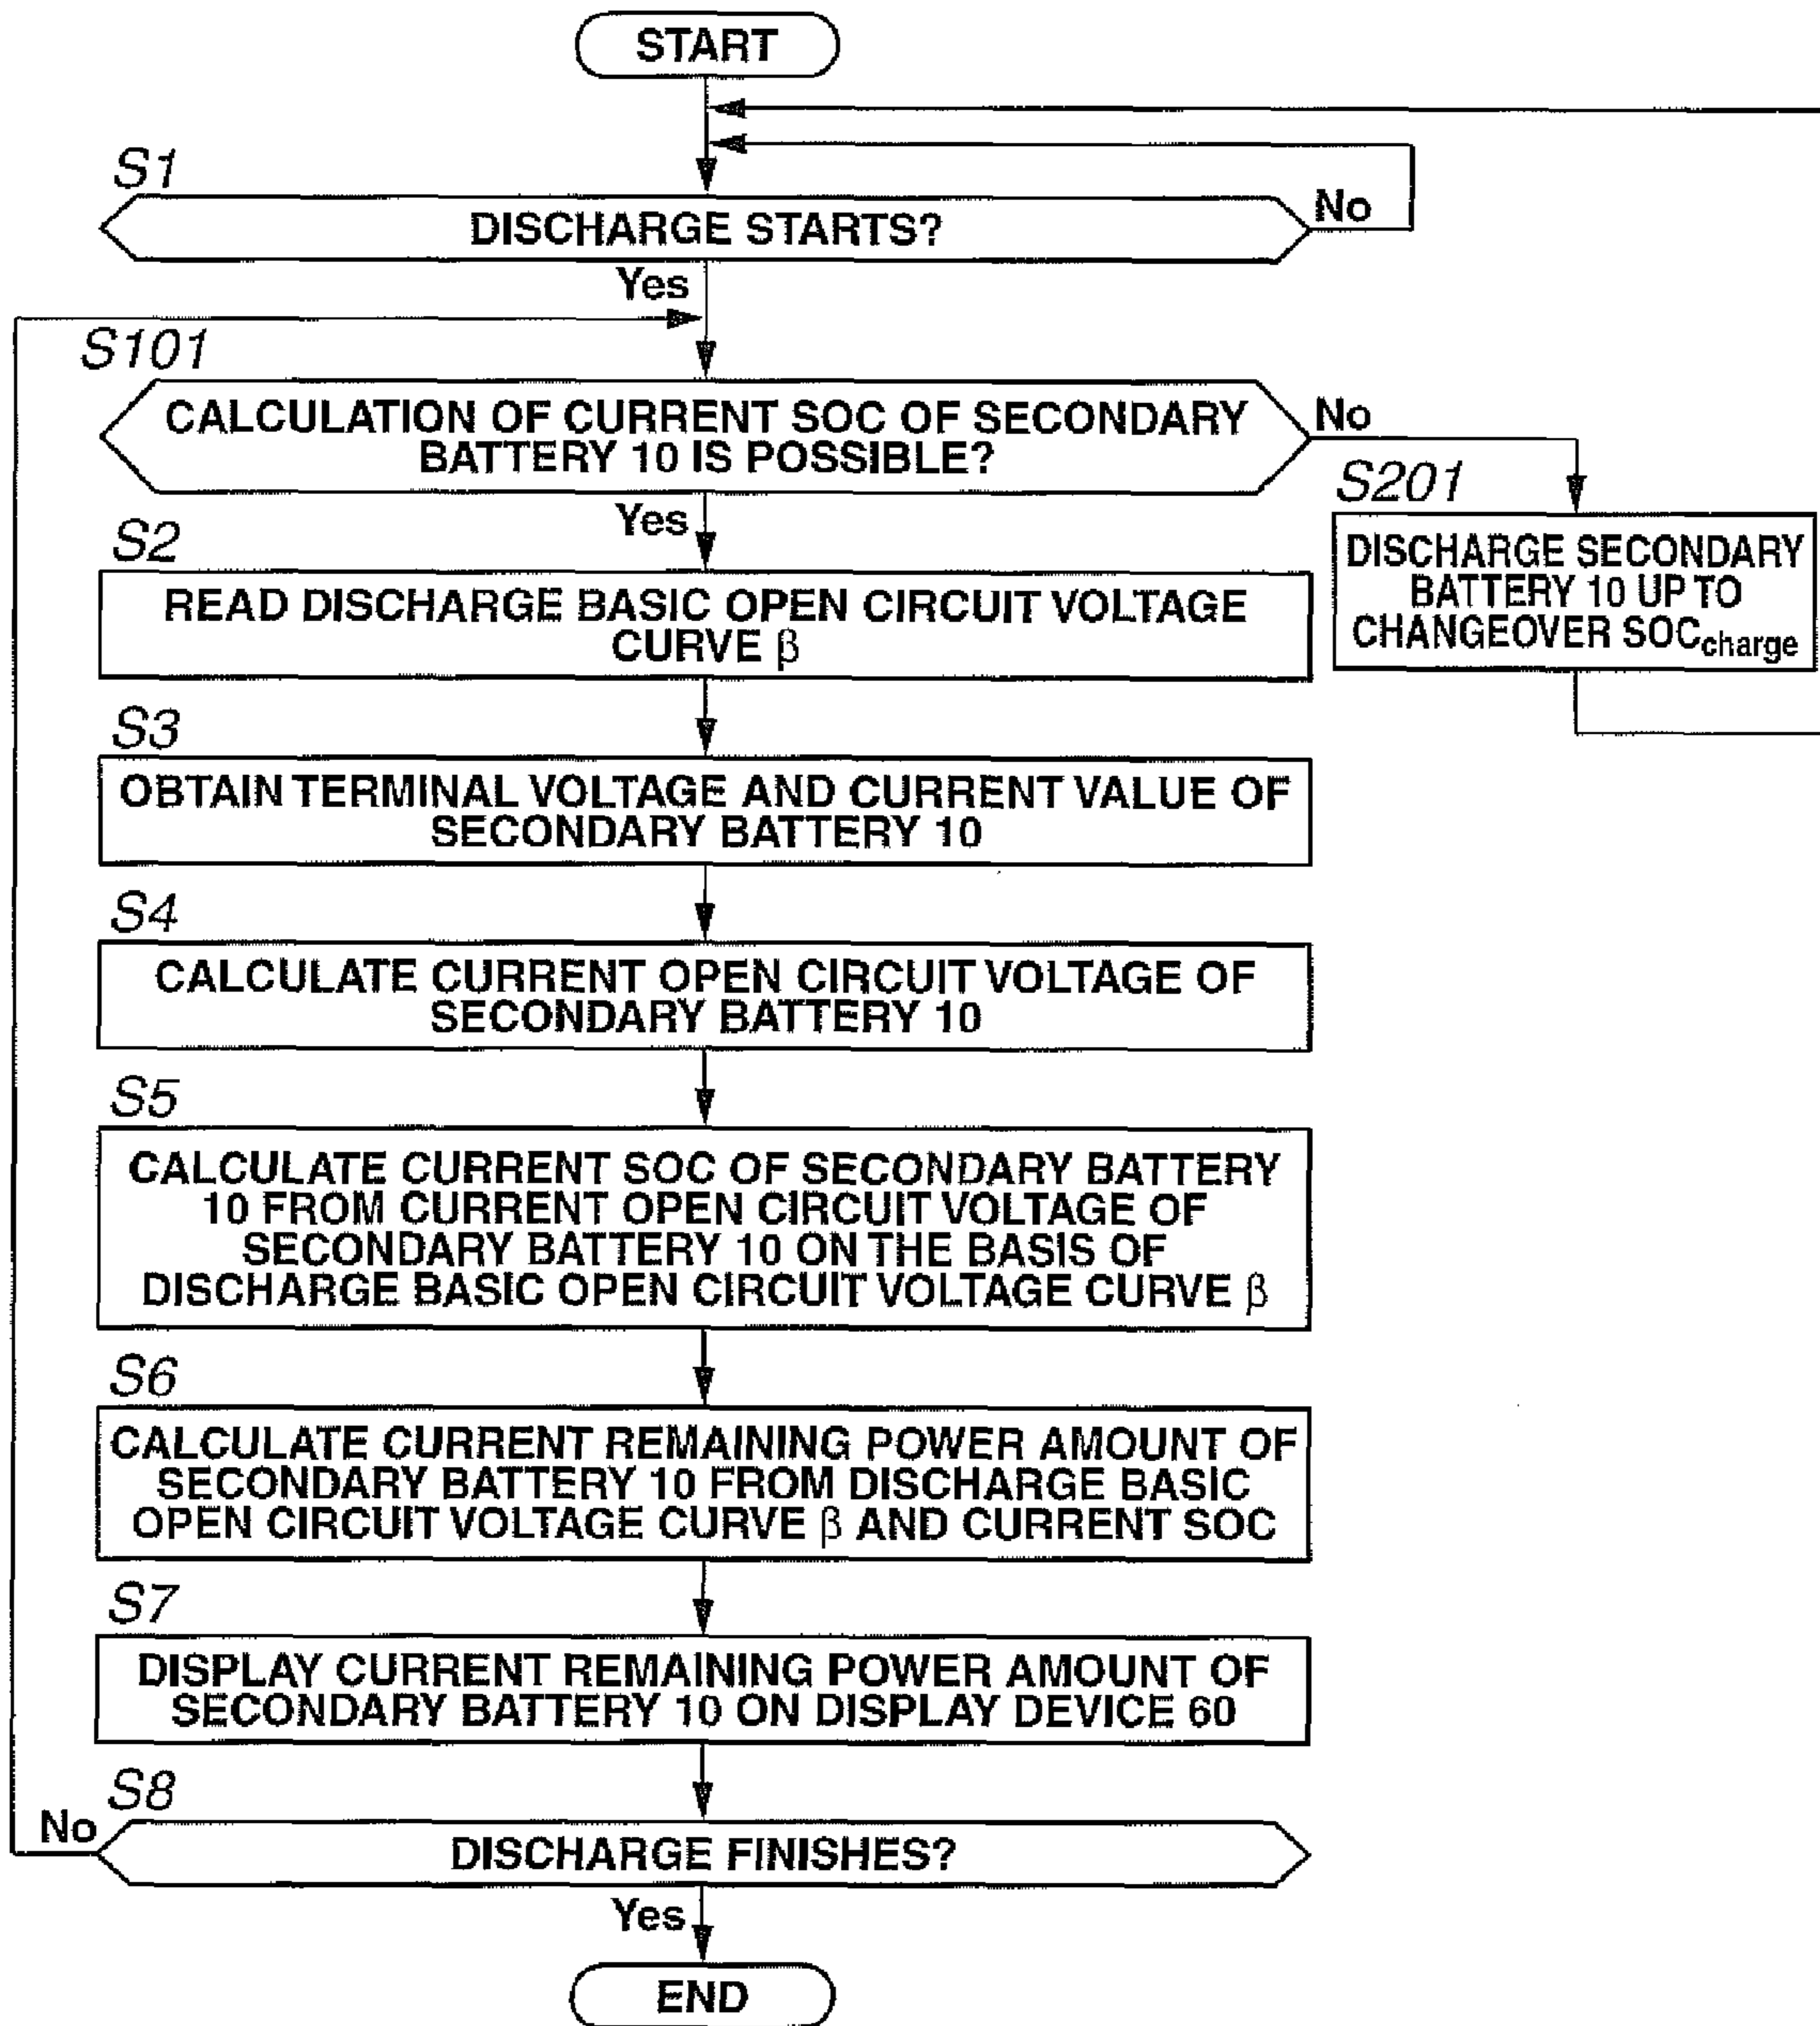 START
S1
DISCHARGE STARTS?
No
Yes
S101
CALCULATION OF CURRENT SOC OF SECONDARY
BATTERY 10 IS POSSIBLE?
No
Yes
S201
DISCHARGE SECONDARY
BATTERY 10 UP TO
CHANGEOVER SOCcharge
S2
READ DISCHARGE BASIC OPEN CIRCUIT VOLTAGE
CURVE β
S3
OBTAIN TERMINAL VOLTAGE AND CURRENT VALUE OF
SECONDARY BATTERY 10
S4
CALCULATE CURRENT OPEN CIRCUIT VOLTAGE OF
SECONDARY BATTERY 10
S5
CALCULATE CURRENT SOC OF SECONDARY BATTERY
10 FROM CURRENT OPEN CIRCUIT VOLTAGE OF
SECONDARY BATTERY 10 ON THE BASIS OF
DISCHARGE BASIC OPEN CIRCUIT VOLTAGE CURVE β
S6
CALCULATE CURRENT REMAINING POWER AMOUNT OF
SECONDARY BATTERY 10 FROM DISCHARGE BASIC
OPEN CIRCUIT VOLTAGE CURVE β AND CURRENT SOC
S7
DISPLAY CURRENT REMAINING POWER AMOUNT OF
SECONDARY BATTERY 10 ON DISPLAY DEVICE 60
S8
No
DISCHARGE FINISHES?
Yes
END